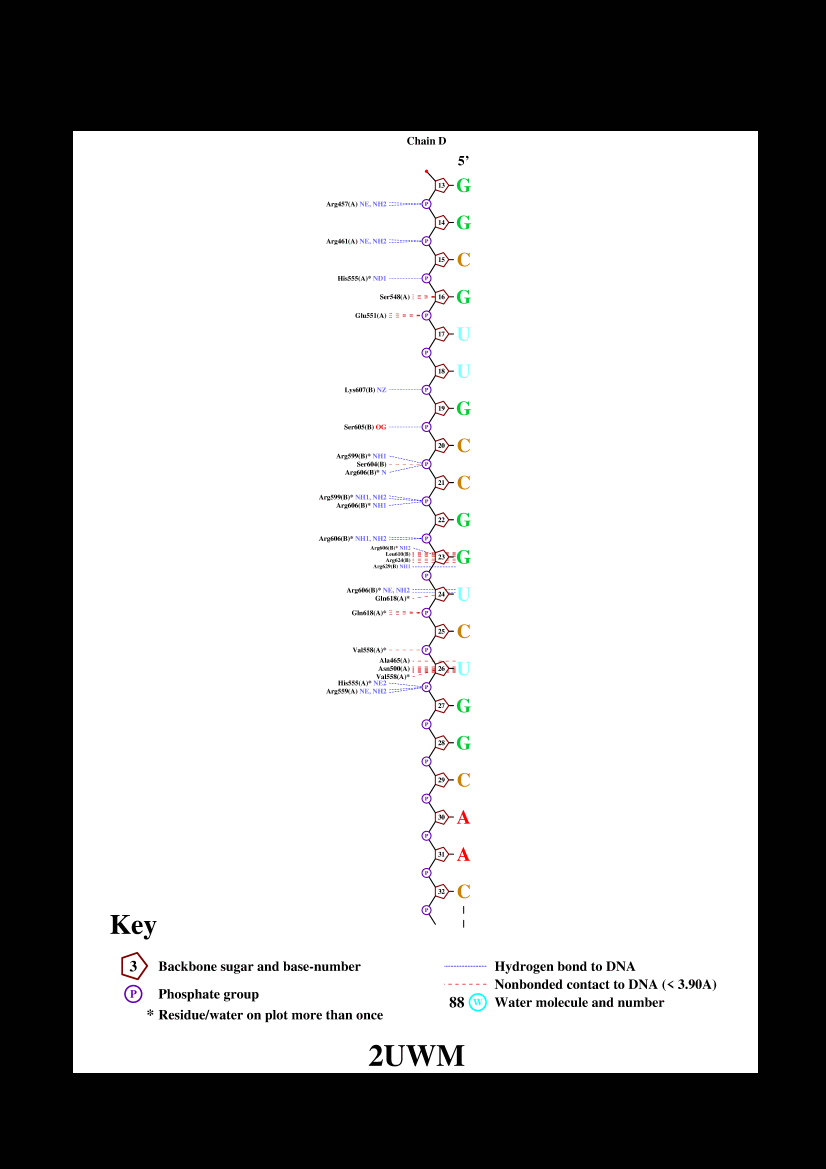 Chain D
5'
13 G
Arg457(A) NE, NH2 P
14 G
Arg461(A) NE, NH2 P
15 C
His555(A)* ND1 P
Ser548(A) 16 G
Glu551(A) P
17 U
P
18 U
Lys607(B) NZ P
19 G
Ser605(B) OG P
20 C
Arg599(B)* NH1
Ser604(B) P
Arg606(B)* N
21 C
Arg599(B)* NH1, NH2 P
Arg606(B)* NH1
22 G
Arg606(B)* NH1, NH2 P
Arg606(B)* NH2
Leu610(B) 23 G
Arg624(B)
Arg629(B) NH1
P
Arg606(B)* NE, NH2 24 U
Gln618(A)*
Gln618(A)* P
25 C
Val558(A)* P
Ala465(A)
Asn500(A) 26 U
Val558(A)*
His555(A)* NE2 P
Arg559(A) NE, NH2
27 G
P
28 G
P
29 C
P
30 A
P
31 A
P
32 C
P
Key
3 Backbone sugar and base-number
P Phosphate group
* Residue/water on plot more than once
Hydrogen bond to DNA
Nonbonded contact to DNA (< 3.90A)
88 W Water molecule and number
2UWM